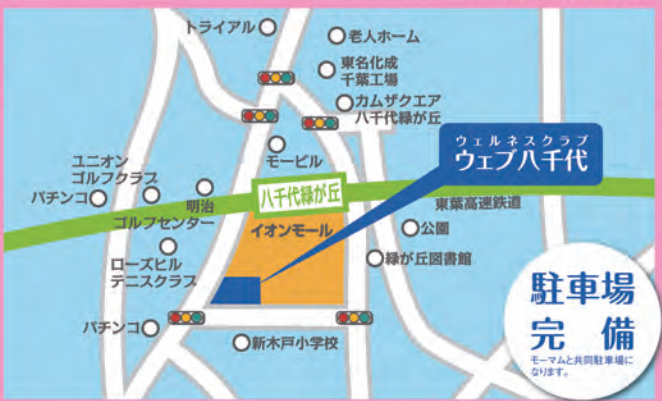 トライアル
老人ホーム
東名化成
千葉工場
カムザクエア
八千代緑が丘
モービル
ウェルネスクラブ
ウェブ八千代
ユニオン
ゴルフクラブ
パチンコ
ゴルフセンター
明治
八千代緑が丘
東葉高速鉄道
イオンモール
公園
緑が丘図書館
ローズヒル
テニスクラブ
パチンコ
新木戸小学校
駐車場
完備
モーマムと共同駐車場に
なります。